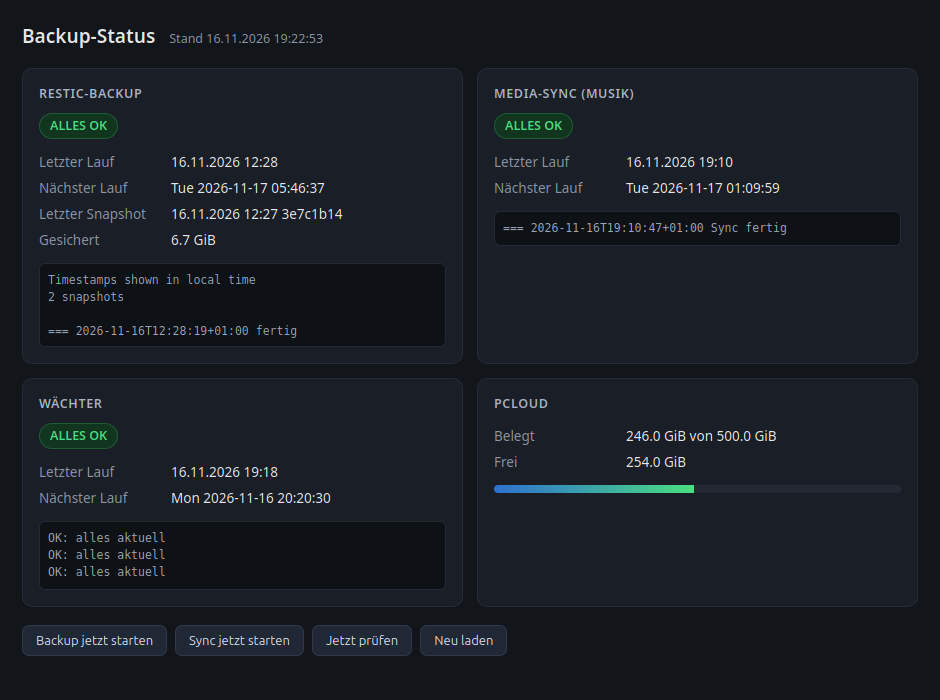 Backup-Status Stand 16.11.2026 19:22:53
RESTIC-BACKUP
ALLES OK
Letzter Lauf 16.11.2026 12:28
Nächster Lauf Tue 2026-11-17 05:46:37
Letzter Snapshot 16.11.2026 12:27 3e7c1b14
Gesichert 6.7 GiB
Timestamps shown in local time
2 snapshots
=== 2026-11-16T12:28:19+01:00 fertig
MEDIA-SYNC (MUSIK)
ALLES OK
Letzter Lauf 16.11.2026 19:10
Nächster Lauf Tue 2026-11-17 01:09:59
=== 2026-11-16T19:10:47+01:00 Sync fertig
WÄCHTER
ALLES OK
Letzter Lauf 16.11.2026 19:18
Nächster Lauf Mon 2026-11-16 20:20:30
OK: alles aktuell
OK: alles aktuell
OK: alles aktuell
PCLOUD
Belegt 246.0 GiB von 500.0 GiB
Frei 254.0 GiB
Backup jetzt starten
Sync jetzt starten
Jetzt prüfen
Neu laden